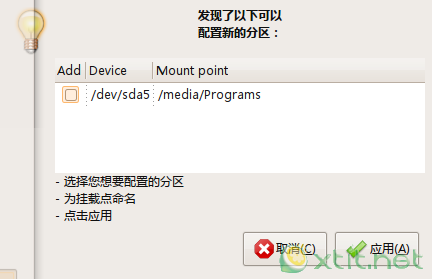 发现了以下可以
配置新的分区：
Add Device Mount point
/dev/sda5 /media/Programs
- 选择您想要配置的分区
- 为挂载点命名
- 点击应用
取消(C) 应用(A)
xtit.net